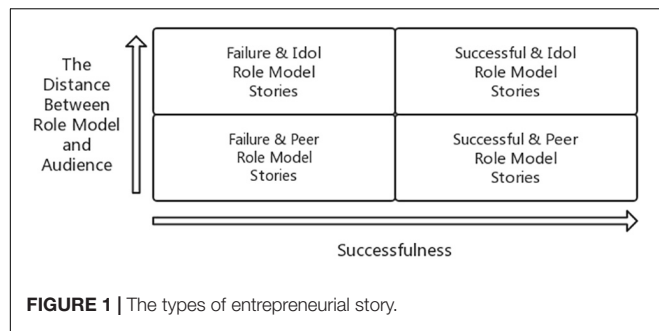 The
Distance
Between
Role Model
and
Audience
Failure & Idol
Role Model
Stories
Successful & Idol
Role Model
Stories
Failure & Peer
Role Model
Stories
Successful & Peer
Role Model
Stories
Successfulness
FIGURE 1 | The types of entrepreneurial story.